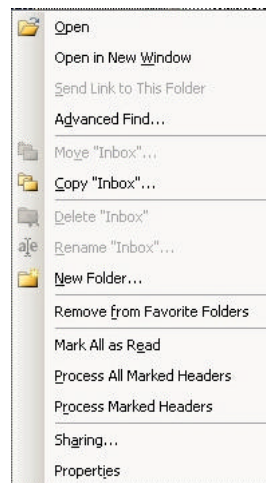 Open
Open in New Window
Send Link to This Folder
Advanced Find...
Move "Inbox"...
Copy "Inbox"...
Delete "Inbox"
Rename "Inbox"...
New Folder...
Remove from Favorite Folders
Mark All as Read
Process All Marked Headers
Process Marked Headers
Sharing...
Properties